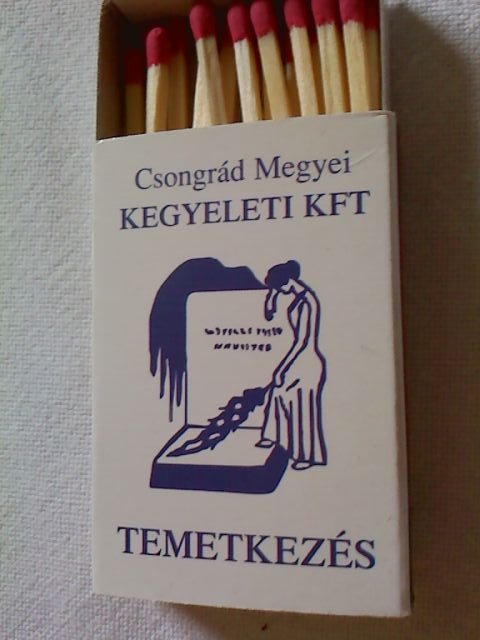 Csongrád Megyei
KEGYELETI KFT
TEMETKEZÉS